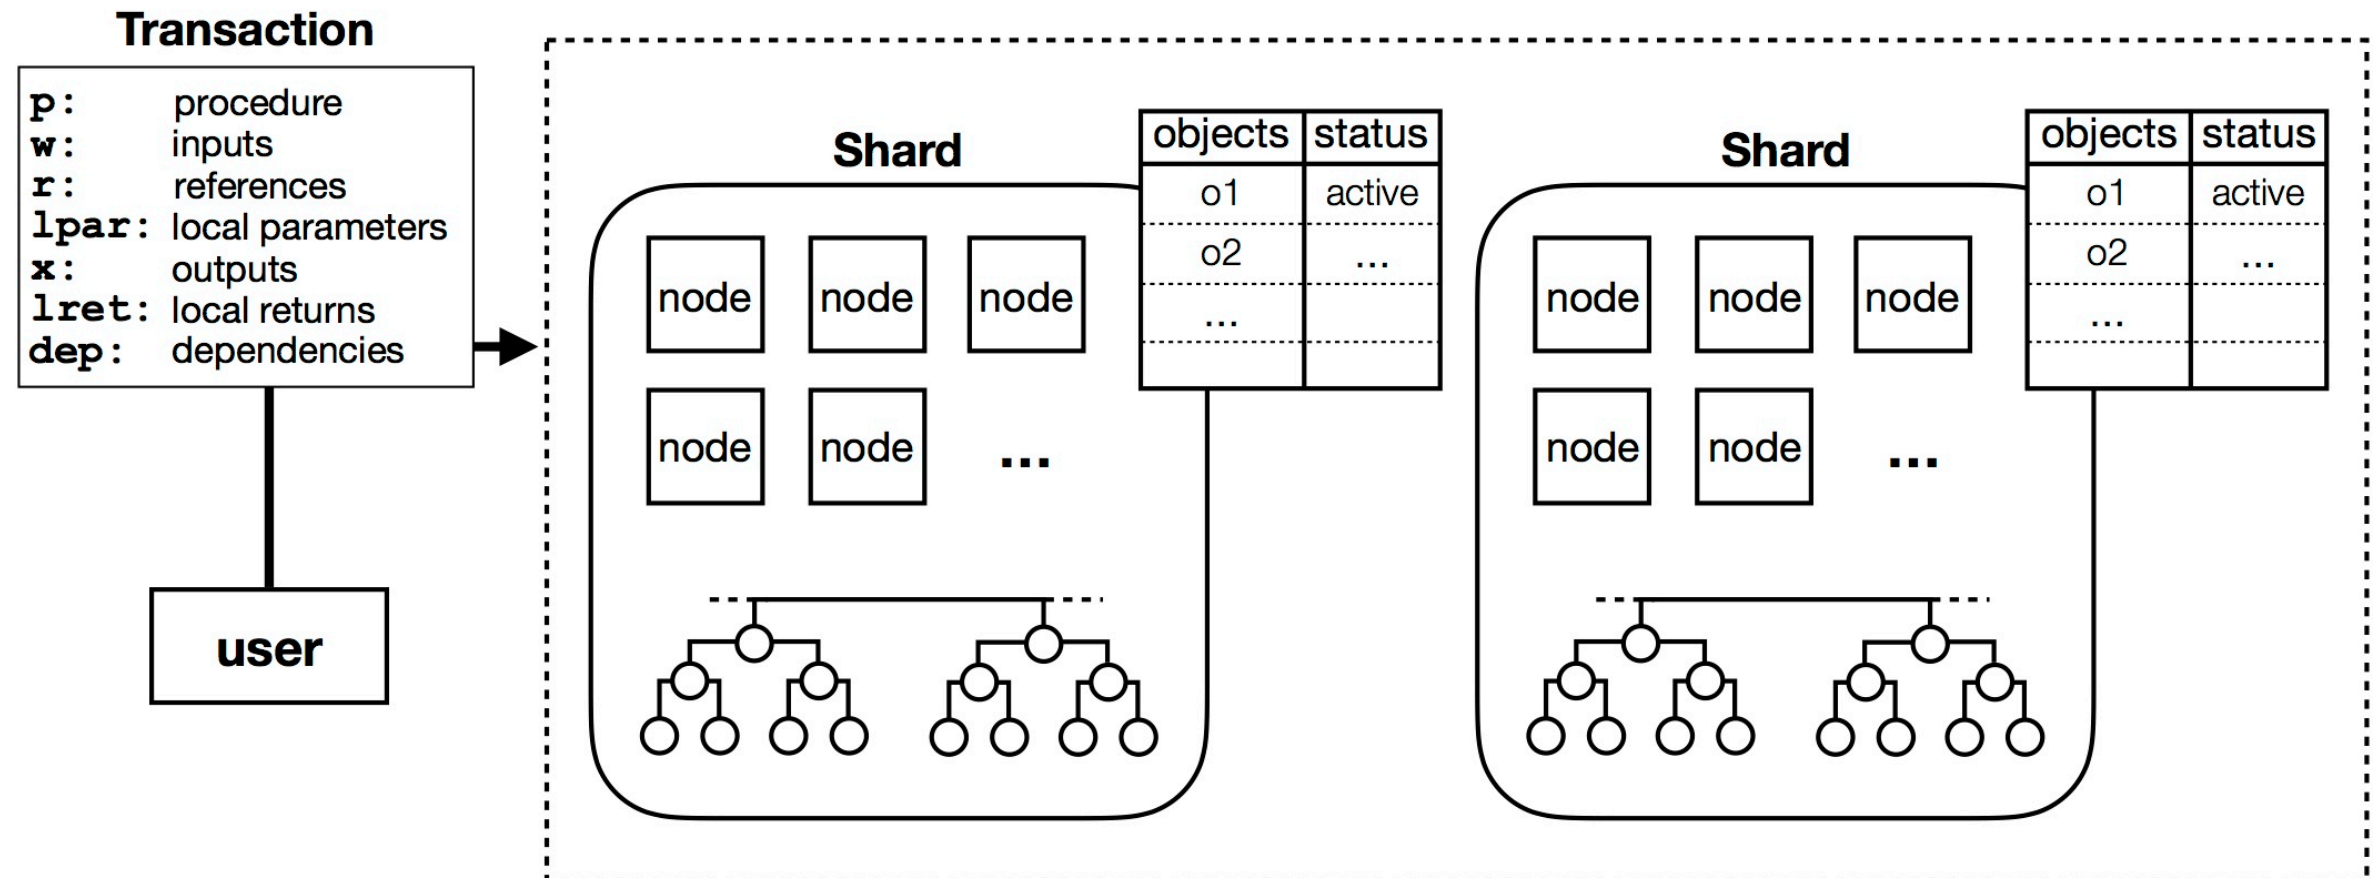 Transaction
p: procedure
w: inputs
r: references
lpar: local parameters
x: outputs
lret: local returns
dep: dependencies
user
Shard
objects status
o1 active
o2 ...
...
node node node
node node ...
Shard
objects status
o1 active
o2 ...
...
node node node
node node ...